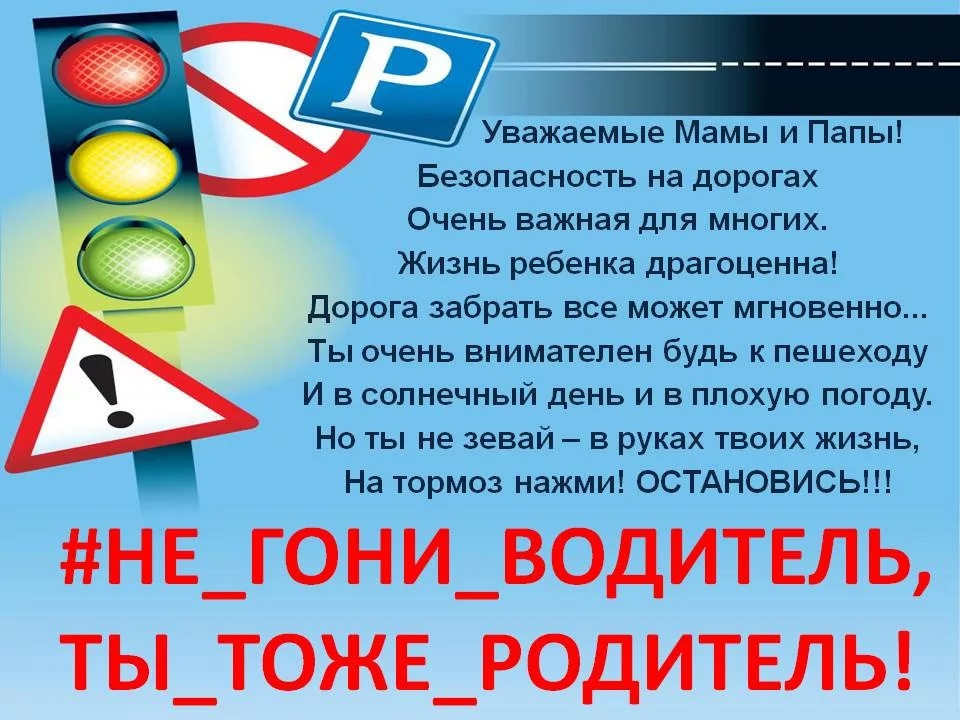 P
Уважаемые Мамы и Папы!
Безопасность на дорогах
Очень важная для многих.
Жизнь ребенка драгоценна!
Дорога забрать все может мгновенно...
Ты очень внимателен будь к пешеходу
И в солнечный день и в плохую погоду.
Но ты не зевай – в руках твоих жизнь,
На тормоз нажми! ОСТАНОВИСЬ!!!
#НЕ_ГОНИ_ВОДИТЕЛЬ,
ТЫ_ТОЖЕ_РОДИТЕЛЬ!